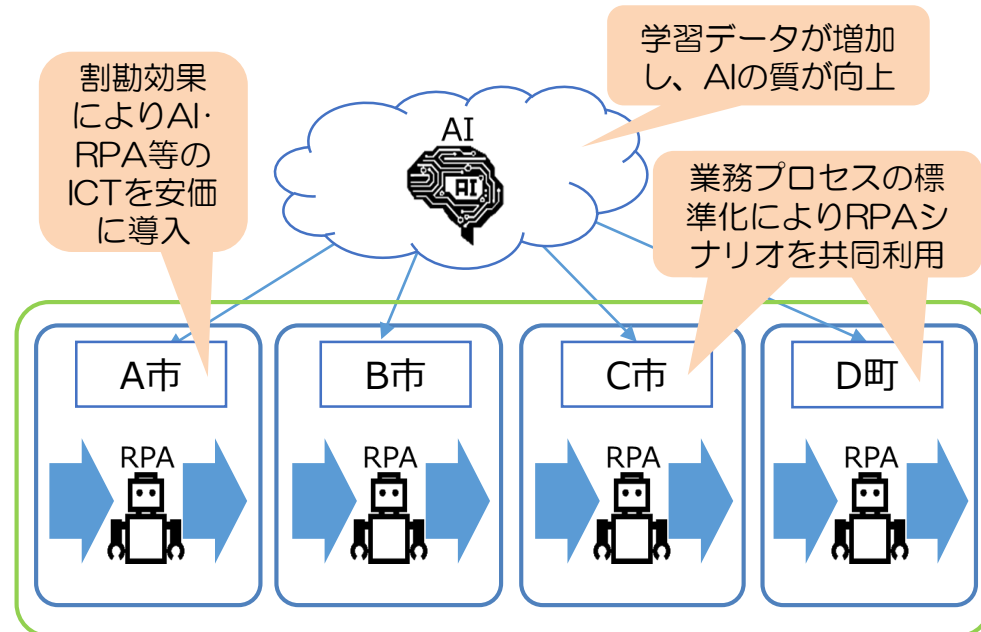 割勘効果
によりAI・
RPA等の
ICTを安価
に導入
学習データが増加
し、AIの質が向上
AI
AI
業務プロセスの標
準化によりRPAシ
ナリオを共同利用
A市
B市
C市
D町
RPA
RPA
RPA
RPA